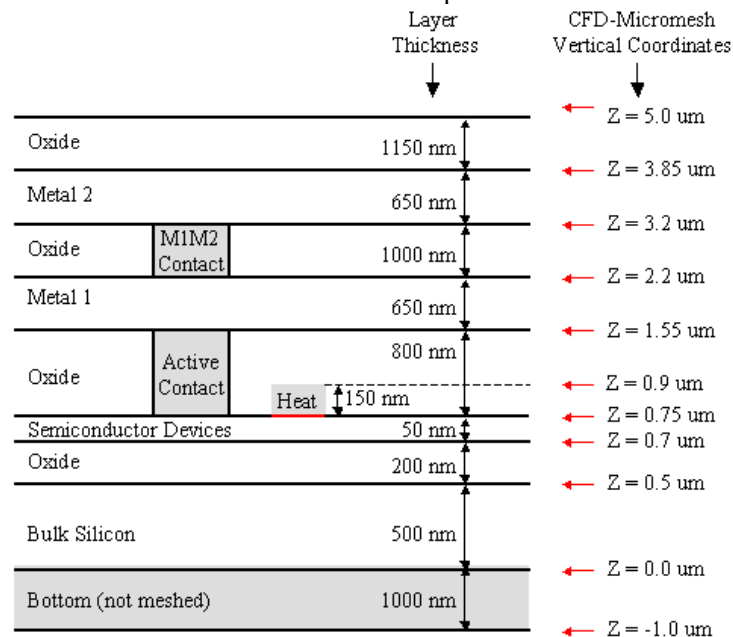 Layer
Thickness
CFD-Micromesh
Vertical Coordinates
Z = 5.0 um
Oxide
1150 nm
Z = 3.85 um
Metal 2
650 nm
Z = 3.2 um
Oxide
M1M2
Contact
1000 nm
Z = 2.2 um
Metal 1
650 nm
Z = 1.55 um
800 nm
Oxide
Active
Contact
Z = 0.9 um
Heat
150 nm
Z = 0.75 um
Semiconductor Devices
50 nm
Z = 0.7 um
Oxide
200 nm
Z = 0.5 um
Bulk Silicon
500 nm
Z = 0.0 um
Bottom (not meshed)
1000 nm
Z = -1.0 um